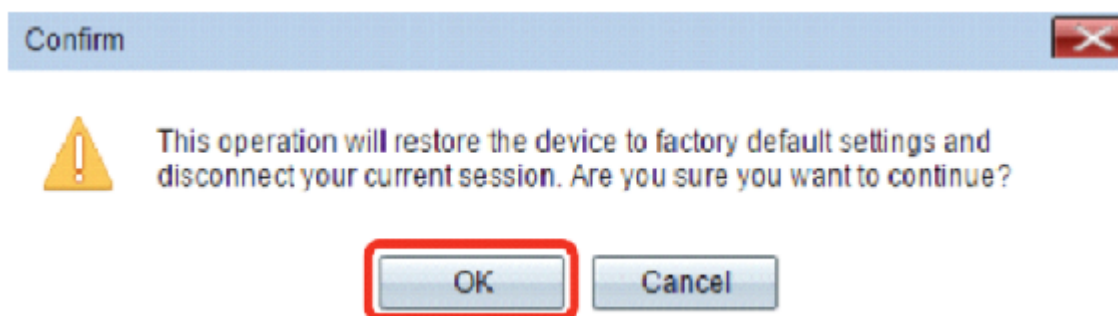 Confirm
This operation will restore the device to factory default settings and
disconnect your current session. Are you sure you want to continue?
OK
Cancel